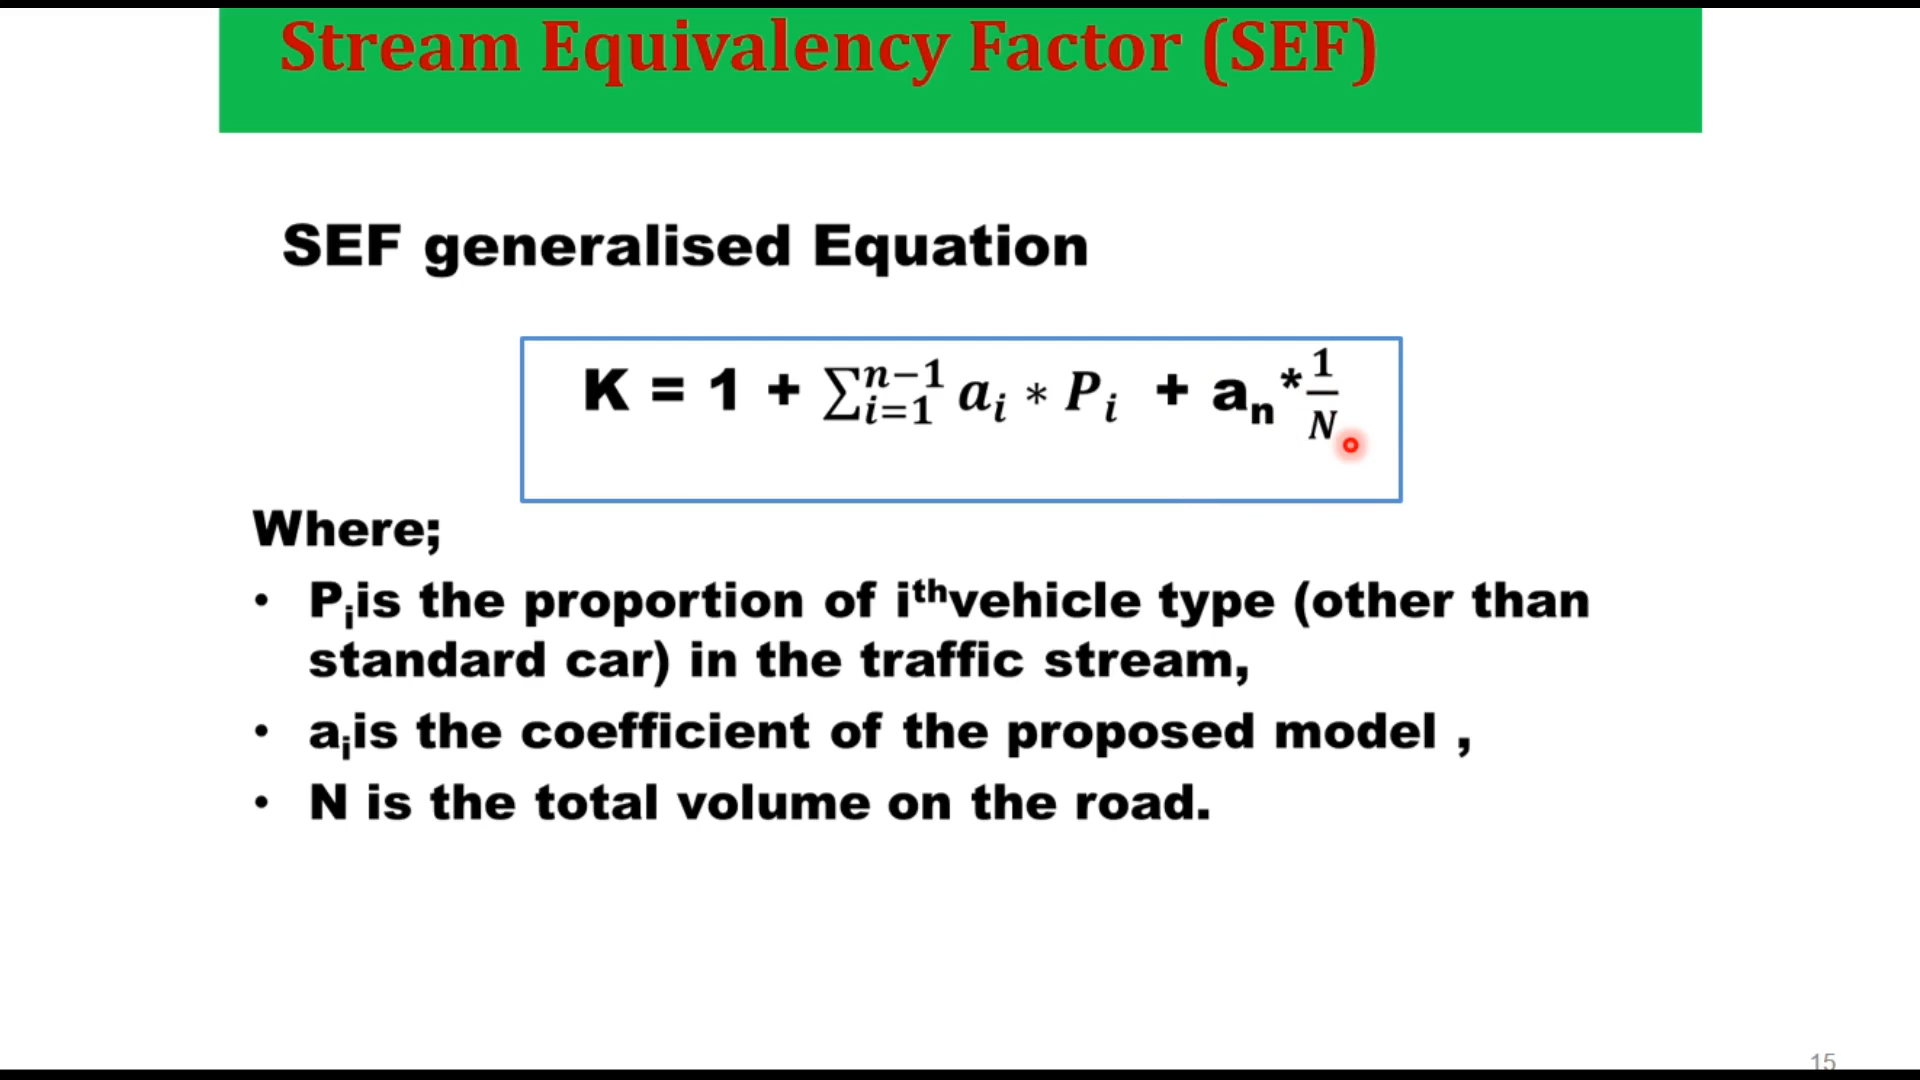 Stream Equivalency Factor (SEF)
SEF generalised Equation
K = 1 + ∑_{i=1}^{n−1} a_i ∗ P_i + a_n * 1/N
Where;
• P_i is the proportion of i^th vehicle type (other than
standard car) in the traffic stream,
• a_i is the coefficient of the proposed model ,
• N is the total volume on the road.
15